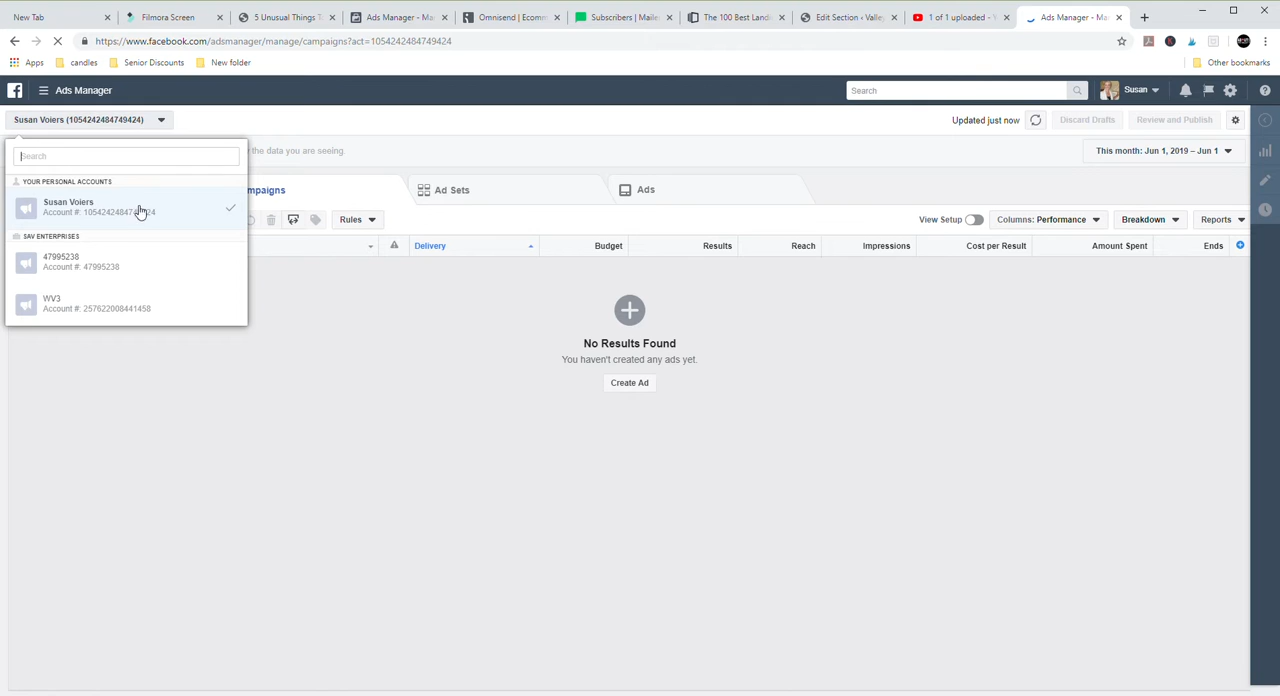 New Tab
Filmora Screen
5 Unusual Things T
Ads Manager - Ma
Omnisend | Ecom
Subscribers | Maile
The 100 Best Landi
Edit Section ‹ Valley
1 of 1 uploaded - Y
Ads Manager - Ma
https://www.facebook.com/adsmanager/manage/campaigns?act=1054242484749424
Apps
candles
Senior Discounts
New folder
Other bookmarks
Ads Manager
Search
Susan
Susan Voiers (1054242484749424)
Updated just now
Discard Drafts
Review and Publish
Search
the data you are seeing.
This month: Jun 1, 2019 – Jun 1
YOUR PERSONAL ACCOUNTS
Susan Voiers
Account #: 1054242484749424
mpaigns
Ad Sets
Ads
Rules
View Setup
Columns: Performance
Breakdown
Reports
SAV ENTERPRISES
Delivery
Budget
Results
Reach
Impressions
Cost per Result
Amount Spent
Ends
47995238
Account #: 47995238
WV3
Account #: 257622008441458
No Results Found
You haven't created any ads yet.
Create Ad